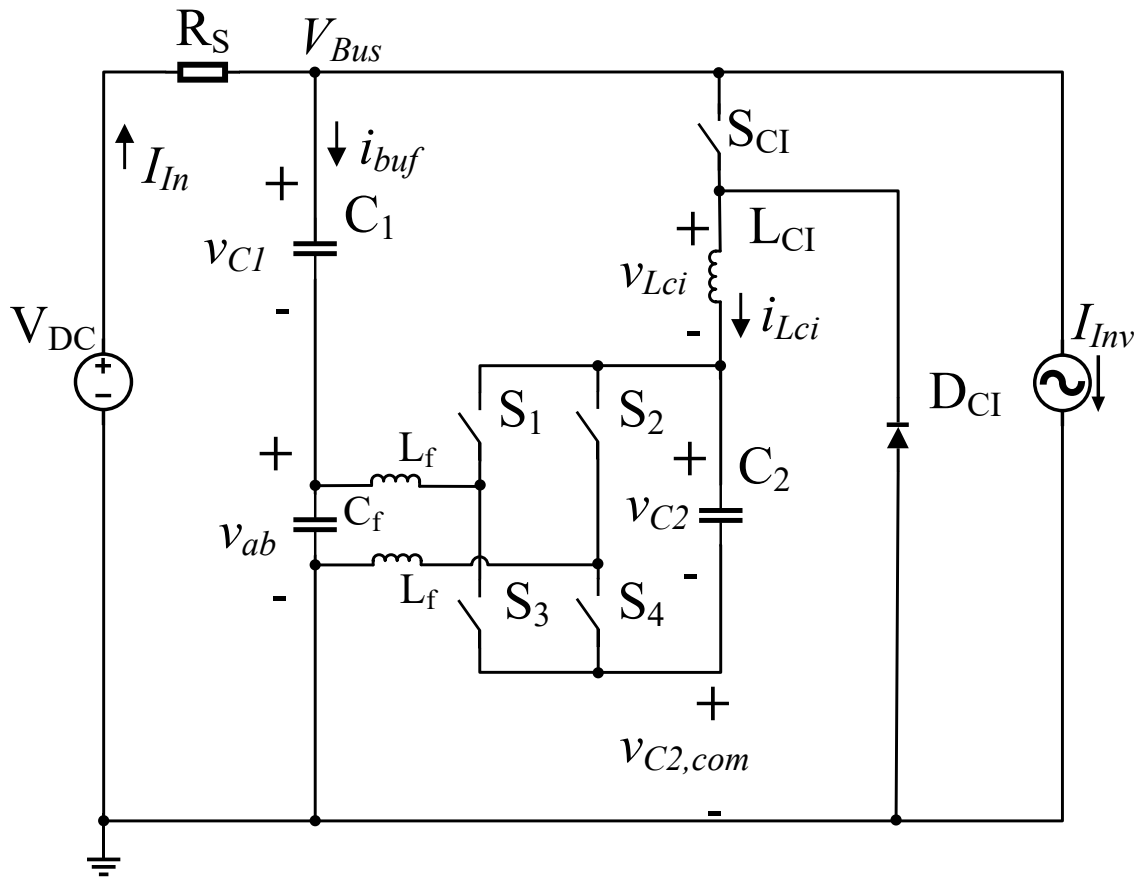 R_S
V_Bus
I_In
i_buf
S_CI
+
C_1
v_C1
-
+
L_CI
v_Lci
-
i_Lci
V_DC
+
-
I_Inv
D_CI
S_1
S_2
+
L_f
C_f
v_ab
-
+
C_2
v_C2
-
L_f
S_3
S_4
+
v_C2,com
-